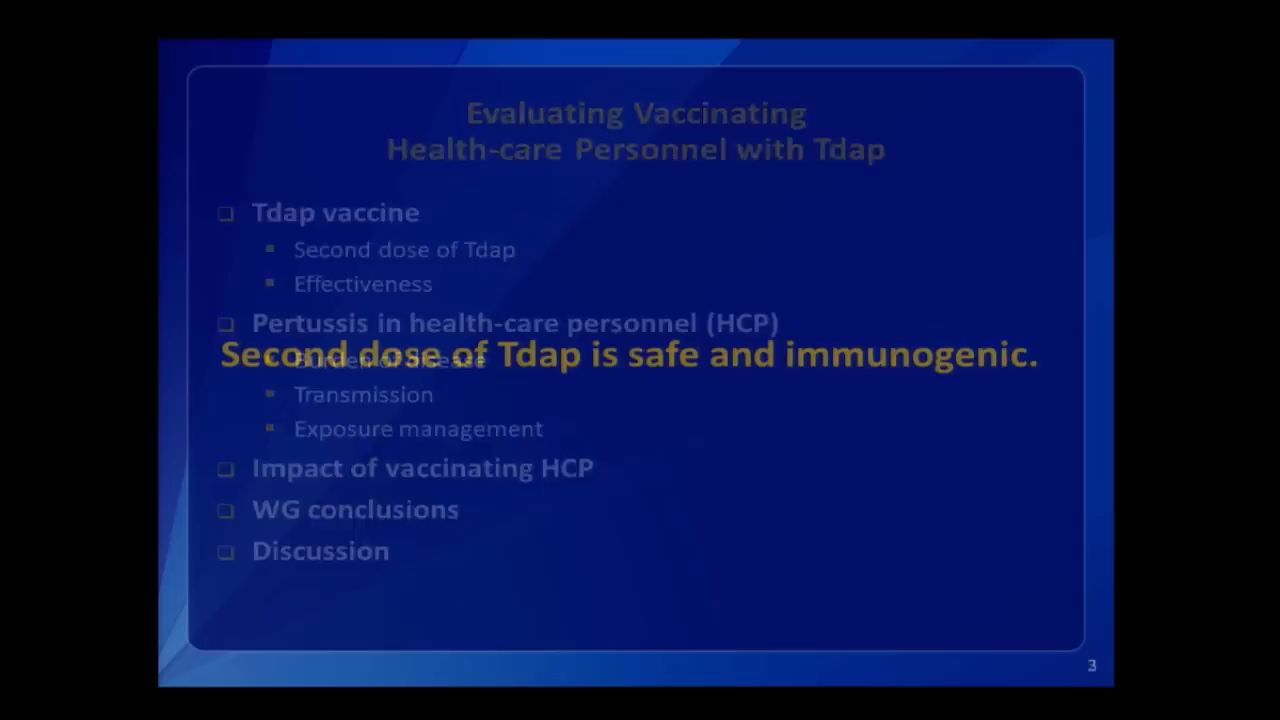 Evaluating Vaccinating
Health-care Personnel with Tdap
Tdap vaccine
Second dose of Tdap
Effectiveness
Pertussis in health-care personnel (HCP)
Second dose of Tdap is safe and immunogenic.
Burden of disease
Transmission
Exposure management
Impact of vaccinating HCP
WG conclusions
Discussion
3